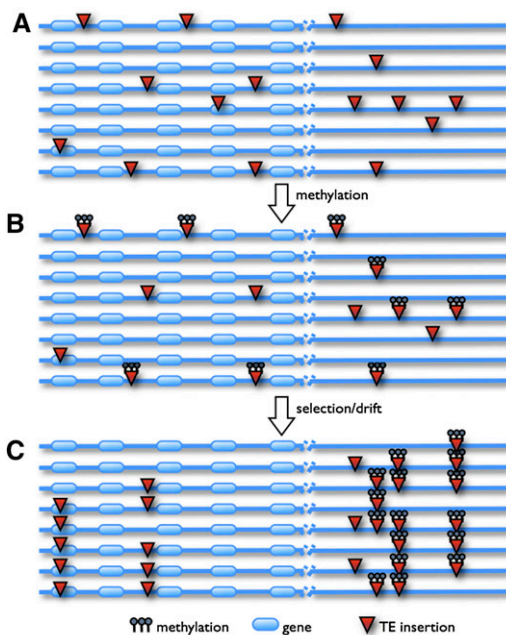 A
methylation
B
selection/drift
C
methylation gene TE insertion